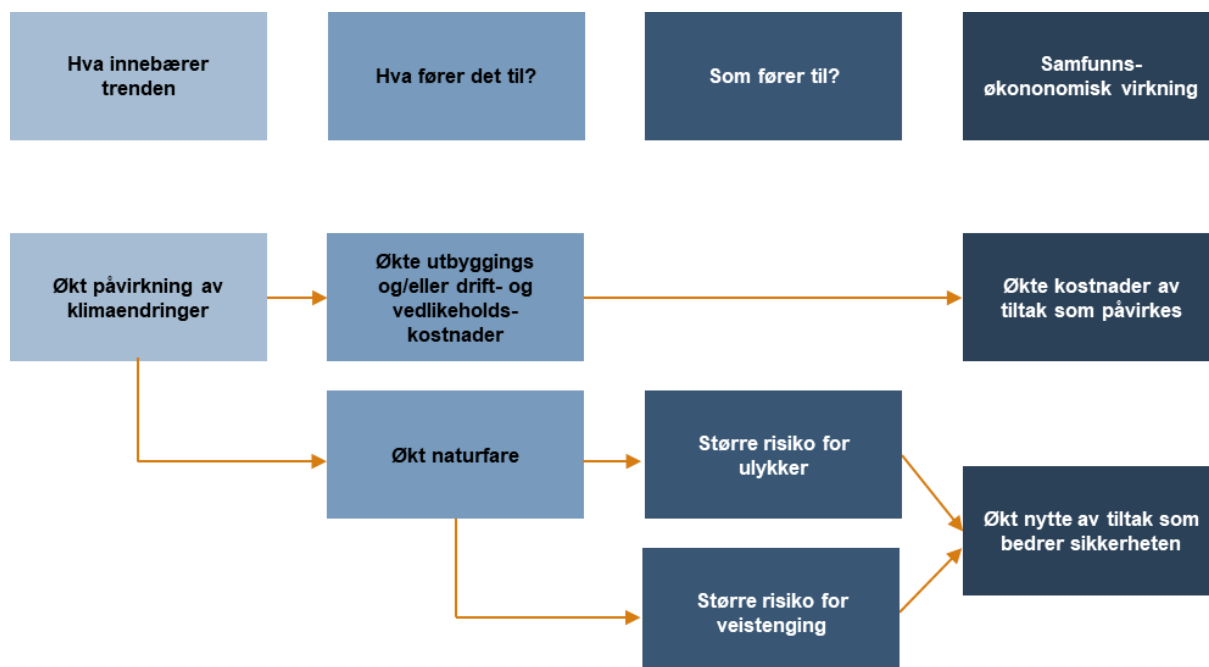 Hva innebærer
trenden
Hva fører det til?
Som fører til?
Samfunns-
økononomisk virkning
Økt påvirkning av
klimaendringer
Økte utbyggings
og/eller drift- og
vedlikeholds-
kostnader
Økte kostnader av
tiltak som påvirkes
Økt naturfare
Større risiko for
ulykker
Økt nytte av tiltak som
bedrer sikkerheten
Større risiko for
veistenging